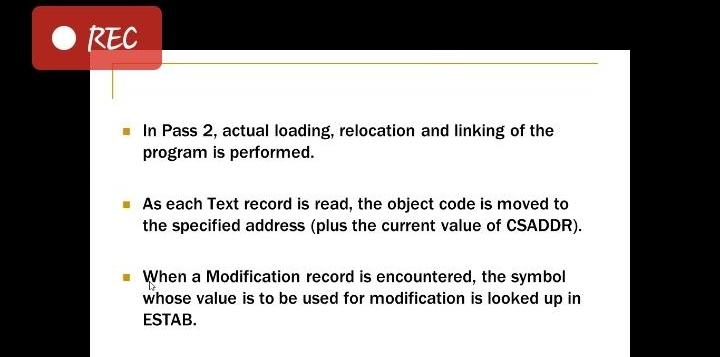 REC
In Pass 2, actual loading, relocation and linking of the
program is performed.
As each Text record is read, the object code is moved to
the specified address (plus the current value of CSADDR).
When a Modification record is encountered, the symbol
whose value is to be used for modification is looked up in
ESTAB.